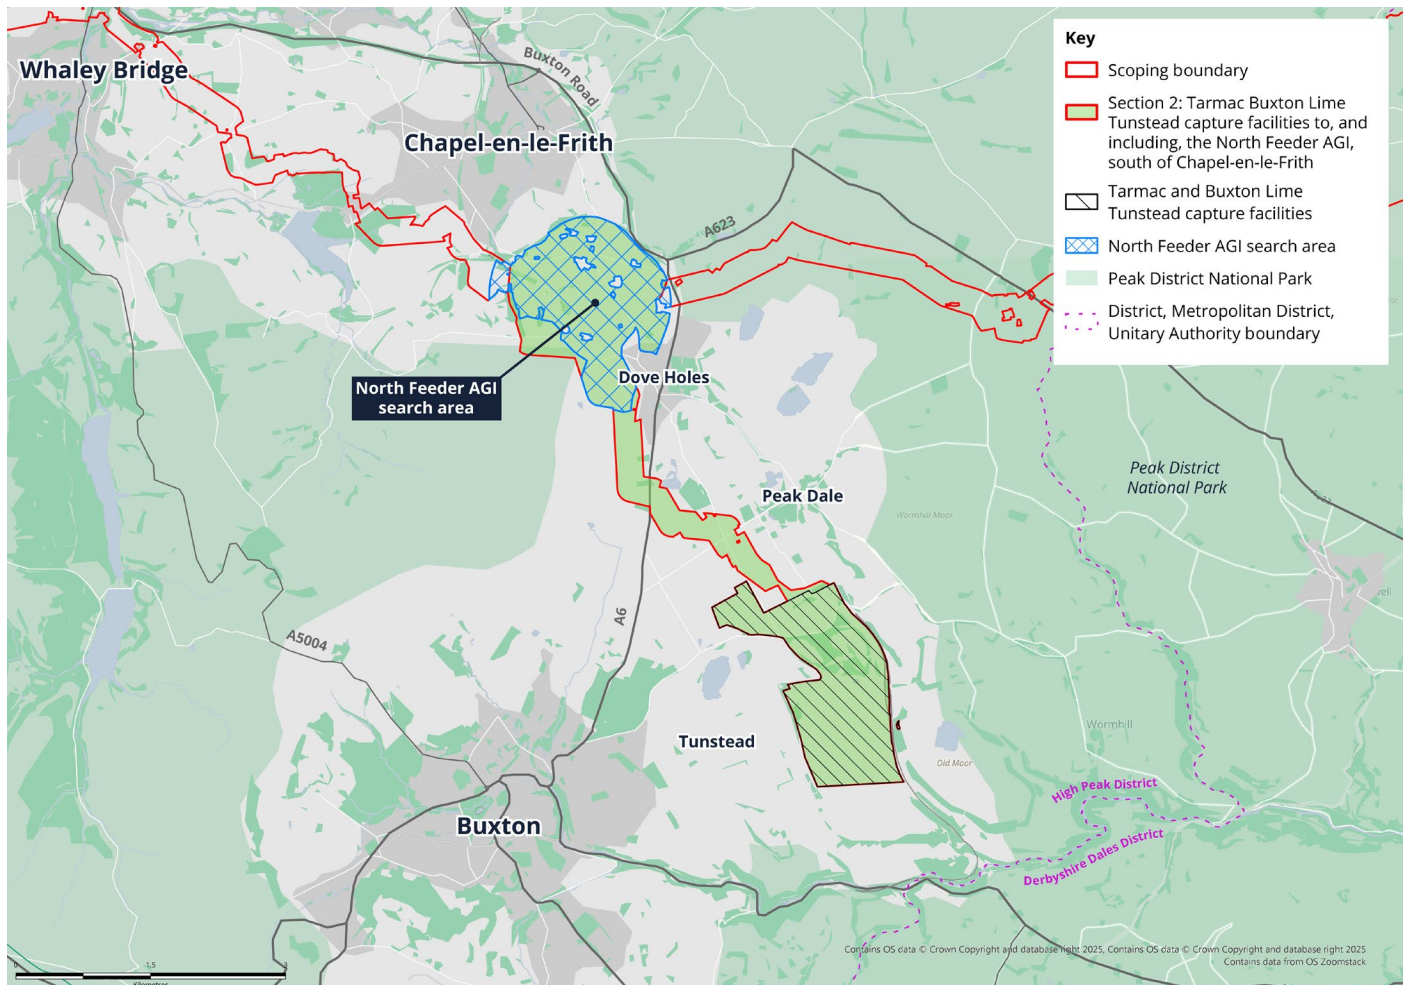 Whaley Bridge
Buxton Road
Chapel-en-le-Frith
A623
North Feeder AGI
search area
Dove Holes
Peak Dale
Peak District
National Park
Wormhill Moor
A6
A5004
Tunstead
Wormhill
Old Moor
Buxton
High Peak District
Derbyshire Dales District
Key
Scoping boundary
Section 2: Tarmac Buxton Lime
Tunstead capture facilities to, and
including, the North Feeder AGI,
south of Chapel-en-le-Frith
Tarmac and Buxton Lime
Tunstead capture facilities
North Feeder AGI search area
Peak District National Park
District, Metropolitan District,
Unitary Authority boundary
0 1.5 3
Kilometres
Contains OS data © Crown Copyright and database right 2025, Contains OS data © Crown Copyright and database right 2025
Contains data from OS Zoomstack